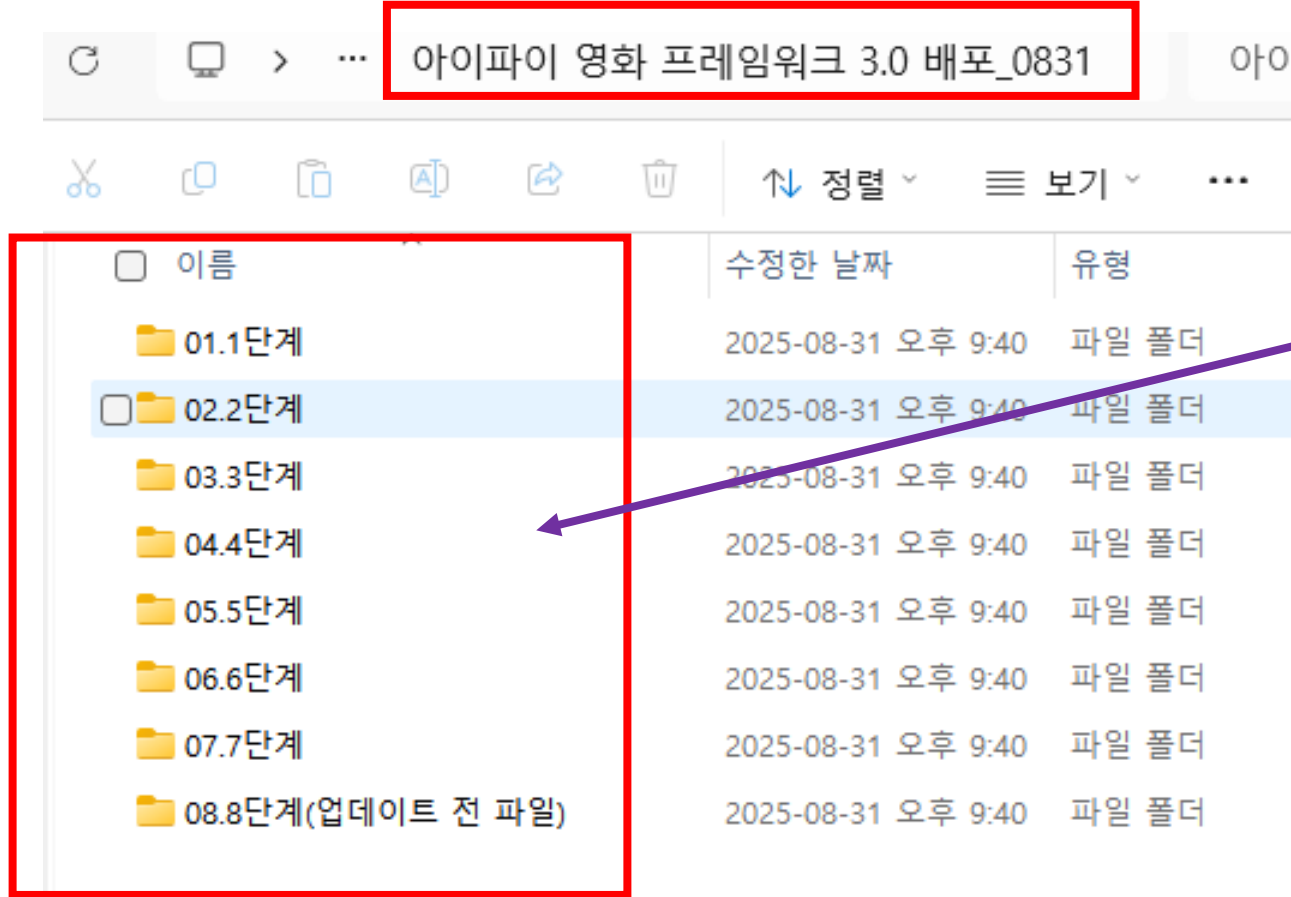 아이파이 영화 프레임워크 3.0 배포_0831
정렬 보기
이름 수정한 날짜 유형
01.1단계 2025-08-31 오후 9:40 파일 폴더
02.2단계 2025-08-31 오후 9:40 파일 폴더
03.3단계 2025-08-31 오후 9:40 파일 폴더
04.4단계 2025-08-31 오후 9:40 파일 폴더
05.5단계 2025-08-31 오후 9:40 파일 폴더
06.6단계 2025-08-31 오후 9:40 파일 폴더
07.7단계 2025-08-31 오후 9:40 파일 폴더
08.8단계(업데이트 전 파일) 2025-08-31 오후 9:40 파일 폴더